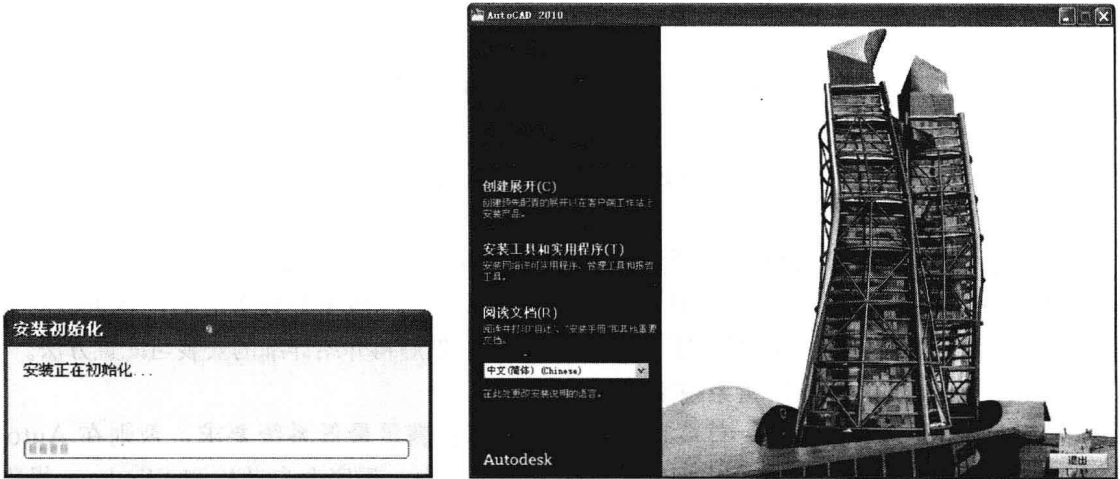 安装初始化
安装正在初始化...
AutoCAD 2010
创建展开(C)
创建预先配置的展开以在客户端工作站上
安装产品。
安装工具和实用程序(T)
安装网络许可实用程序、管理工具和报告
工具。
阅读文档(R)
阅读并打印“自述”、“安装手册”和其他重要
文档。
中文(简体) (Chinese)
在此处更改安装说明的语言。
Autodesk
退出